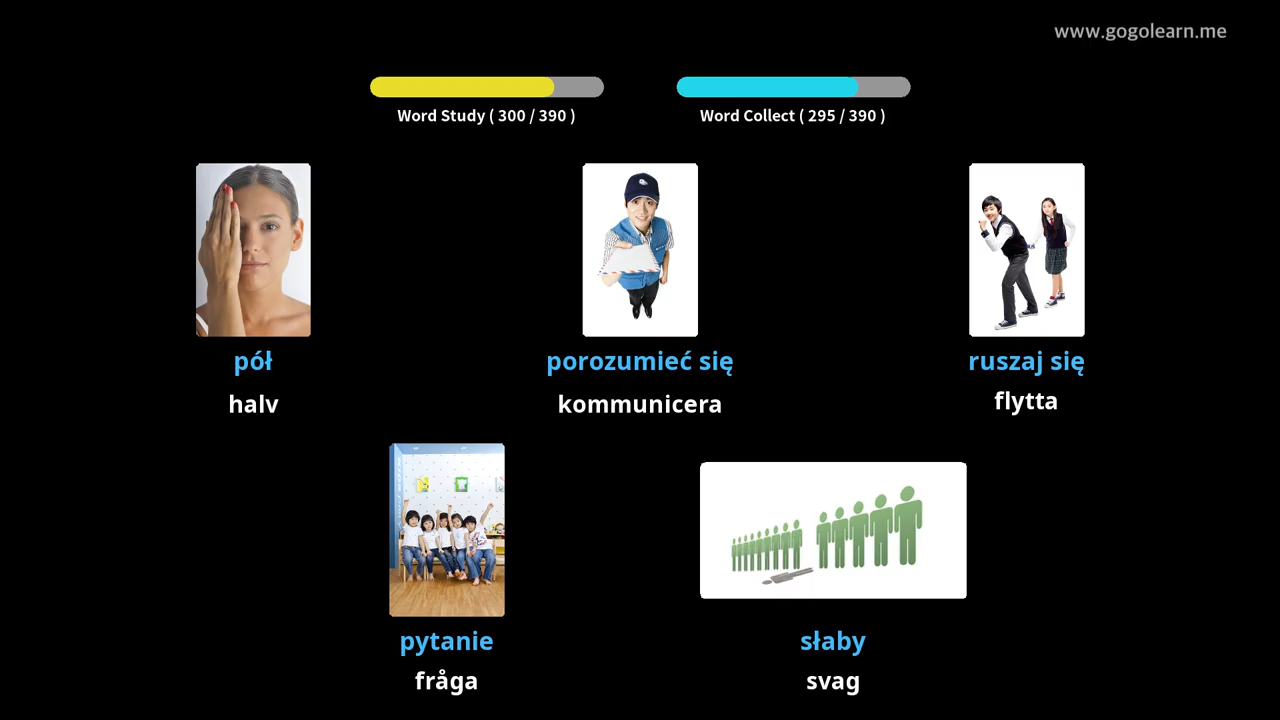 www.gogolearn.me
Word Study ( 300 / 390 )
Word Collect ( 295 / 390 )
pół
halv
porozumieć się
kommunicera
ruszaj się
flytta
pytanie
fråga
słaby
svag